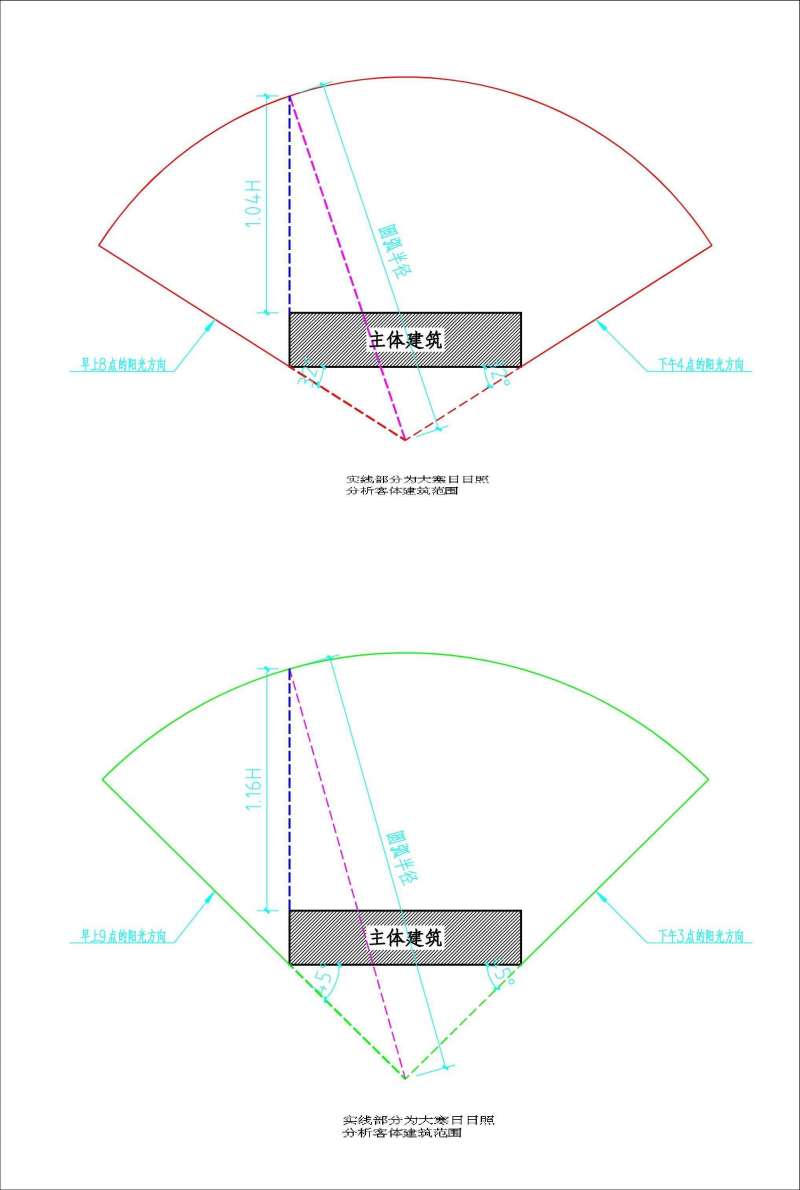 1.04H
圆弧半径
主体建筑
早上8点的阳光方向
下午4点的阳光方向
32°
实线部分为大寒日日照
分析客体建筑范围
1.16H
圆弧半径
主体建筑
早上9点的阳光方向
下午3点的阳光方向
实线部分为大寒日日照
分析客体建筑范围